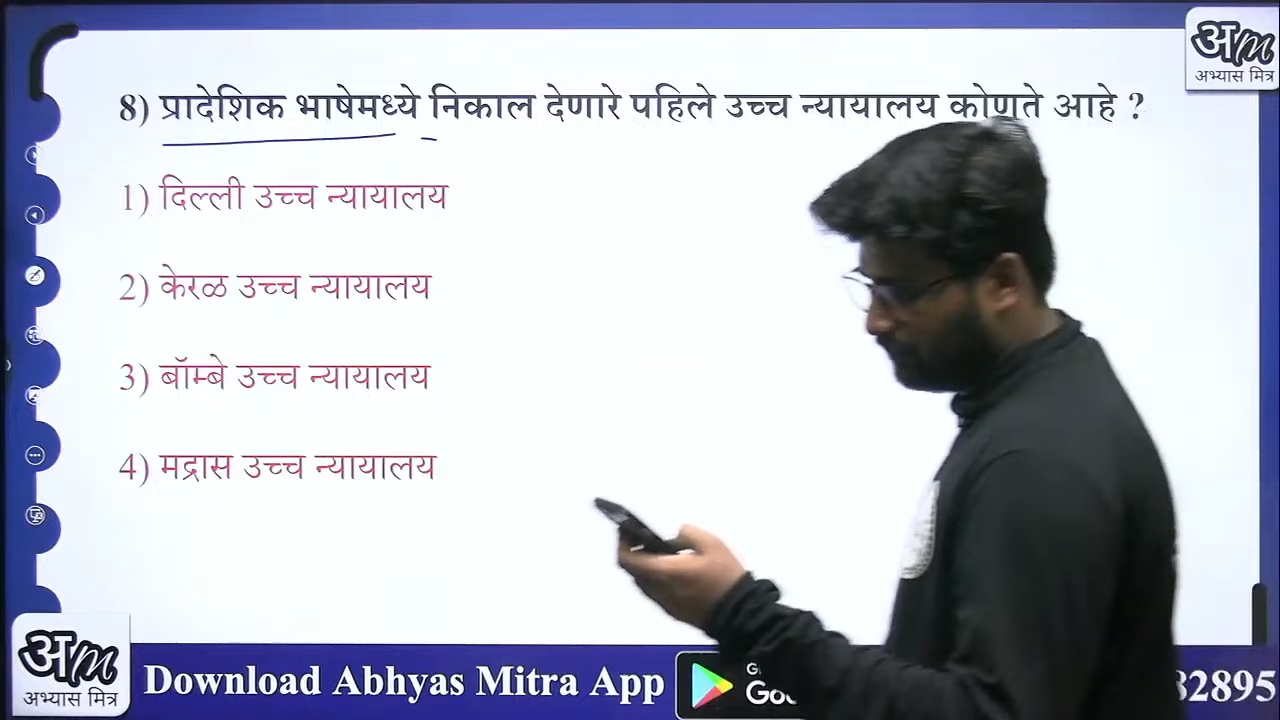 अm
अभ्यास मित्र
8) प्रादेशिक भाषेमध्ये निकाल देणारे पहिले उच्च न्यायालय कोणते आहे ?
1) दिल्ली उच्च न्यायालय
2) केरळ उच्च न्यायालय
3) बॉम्बे उच्च न्यायालय
4) मद्रास उच्च न्यायालय
अm
अभ्यास मित्र
Download Abhyas Mitra App
82895